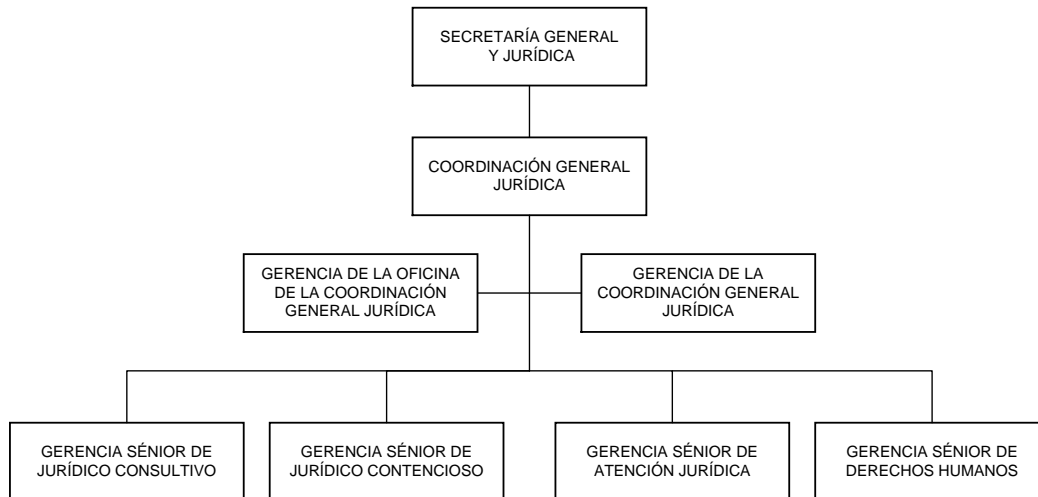 SECRETARÍA GENERAL
Y JURÍDICA
COORDINACIÓN GENERAL
JURÍDICA
GERENCIA DE LA OFICINA
DE LA COORDINACIÓN
GENERAL JURÍDICA
GERENCIA DE LA
COORDINACIÓN GENERAL
JURÍDICA
GERENCIA SÉNIOR DE
JURÍDICO CONSULTIVO
GERENCIA SÉNIOR DE
JURÍDICO CONTENCIOSO
GERENCIA SÉNIOR DE
ATENCIÓN JURÍDICA
GERENCIA SÉNIOR DE
DERECHOS HUMANOS